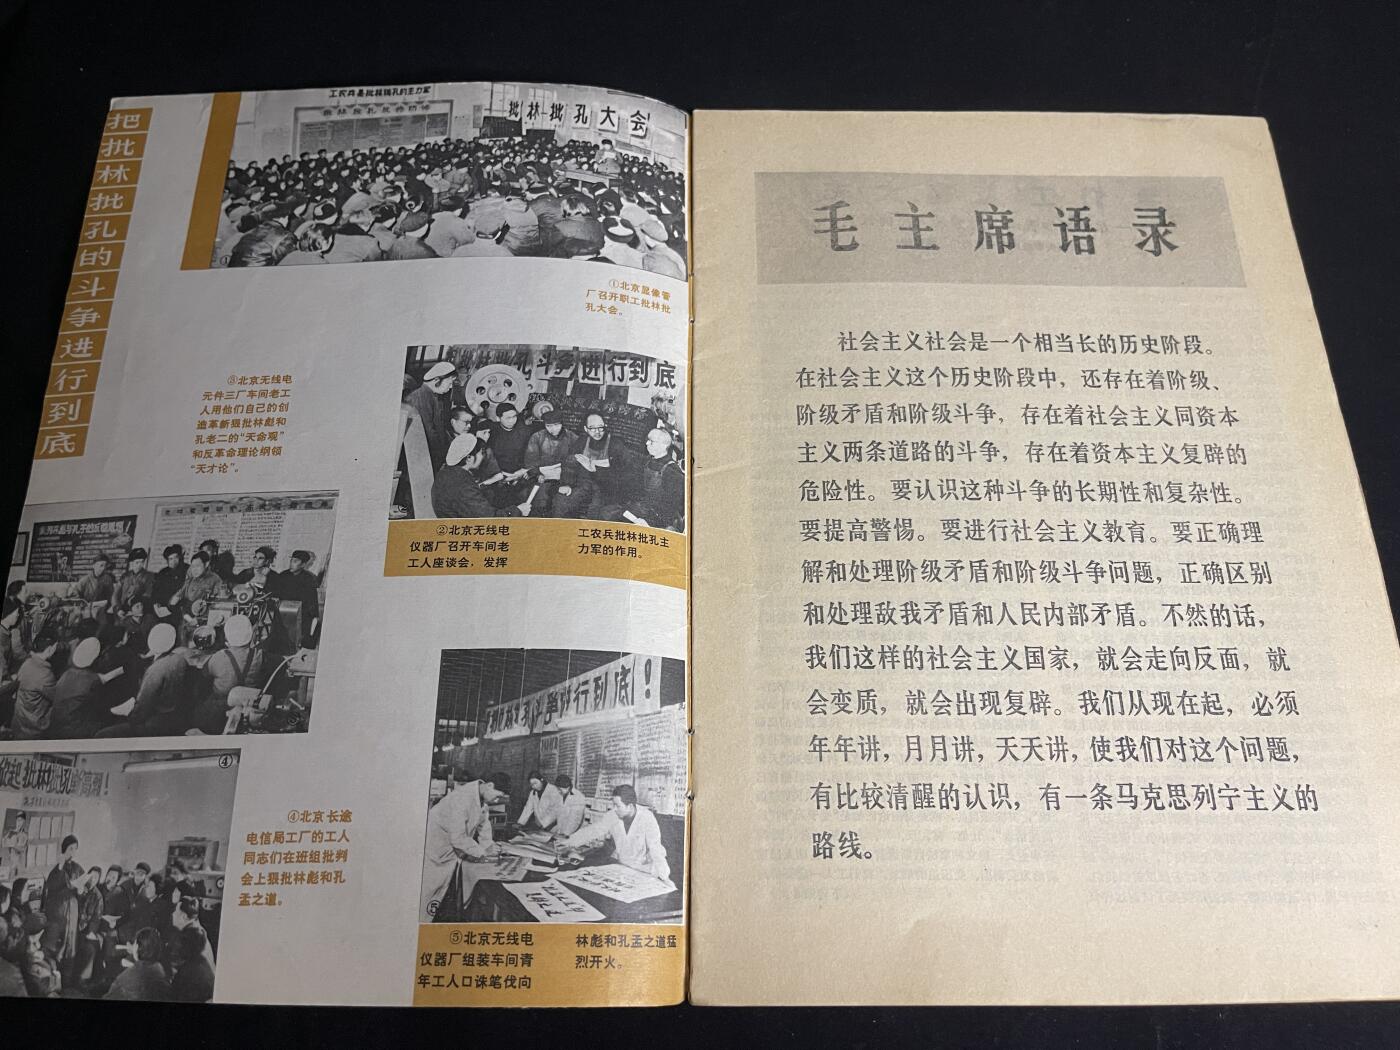 把批林批孔的斗争进行到底
工农兵是批林批孔的主力军
批林批孔大会
①
①北京显像管
厂召开职工批林批
孔大会。
批林批孔斗争进行到底
②北京无线电
仪器厂召开车间老
工人座谈会，发挥
工农兵批林批孔主
力军的作用。
③北京无线电
元件三厂车间老工
人用他们自己的创
造革新狠批林彪和
孔老二的“天命观”
和反革命理论纲领
“天才论”。
③
④
④北京长途
电信局工厂的工人
同志们在班组批判
会上狠批林彪和孔
孟之道。
批林批孔斗争进行到底！
⑤
⑤北京无线电
仪器厂组装车间青
年工人口诛笔伐向
林彪和孔孟之道猛
烈开火。
毛主席语录
社会主义社会是一个相当长的历史阶段。
在社会主义这个历史阶段中，还存在着阶级、
阶级矛盾和阶级斗争，存在着社会主义同资本
主义两条道路的斗争，存在着资本主义复辟的
危险性。要认识这种斗争的长期性和复杂性。
要提高警惕。要进行社会主义教育。要正确理
解和处理阶级矛盾和阶级斗争问题，正确区别
和处理敌我矛盾和人民内部矛盾。不然的话，
我们这样的社会主义国家，就会走向反面，就
会变质，就会出现复辟。我们从现在起，必须
年年讲，月月讲，天天讲，使我们对这个问题，
有比较清醒的认识，有一条马克思列宁主义的
路线。